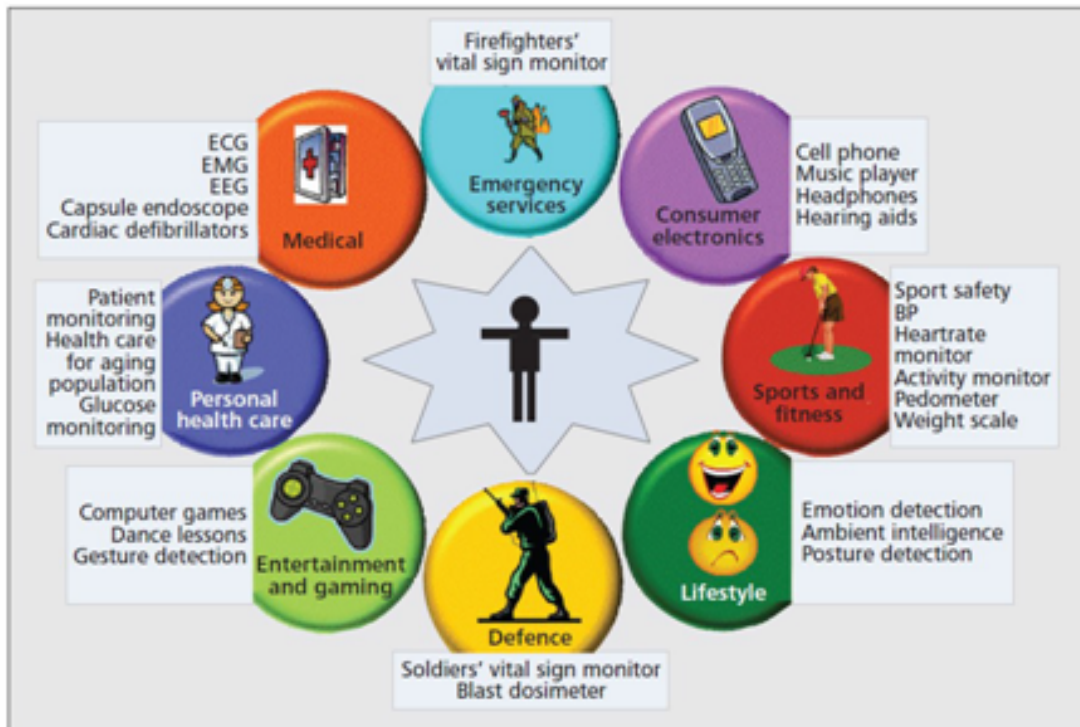 Firefighters'
vital sign monitor
Emergency
services
ECG
EMG
EEG
Capsule endoscope
Cardiac defibrillators
Medical
Consumer
electronics
Cell phone
Music player
Headphones
Hearing aids
Patient
monitoring
Health care
for aging
population
Glucose
monitoring
Personal
health care
Sports and
fitness
Sport safety
BP
Heartrate
monitor
Activity monitor
Pedometer
Weight scale
Computer games
Dance lessons
Gesture detection
Entertainment
and gaming
Defence
Soldiers' vital sign monitor
Blast dosimeter
Lifestyle
Emotion detection
Ambient intelligence
Posture detection